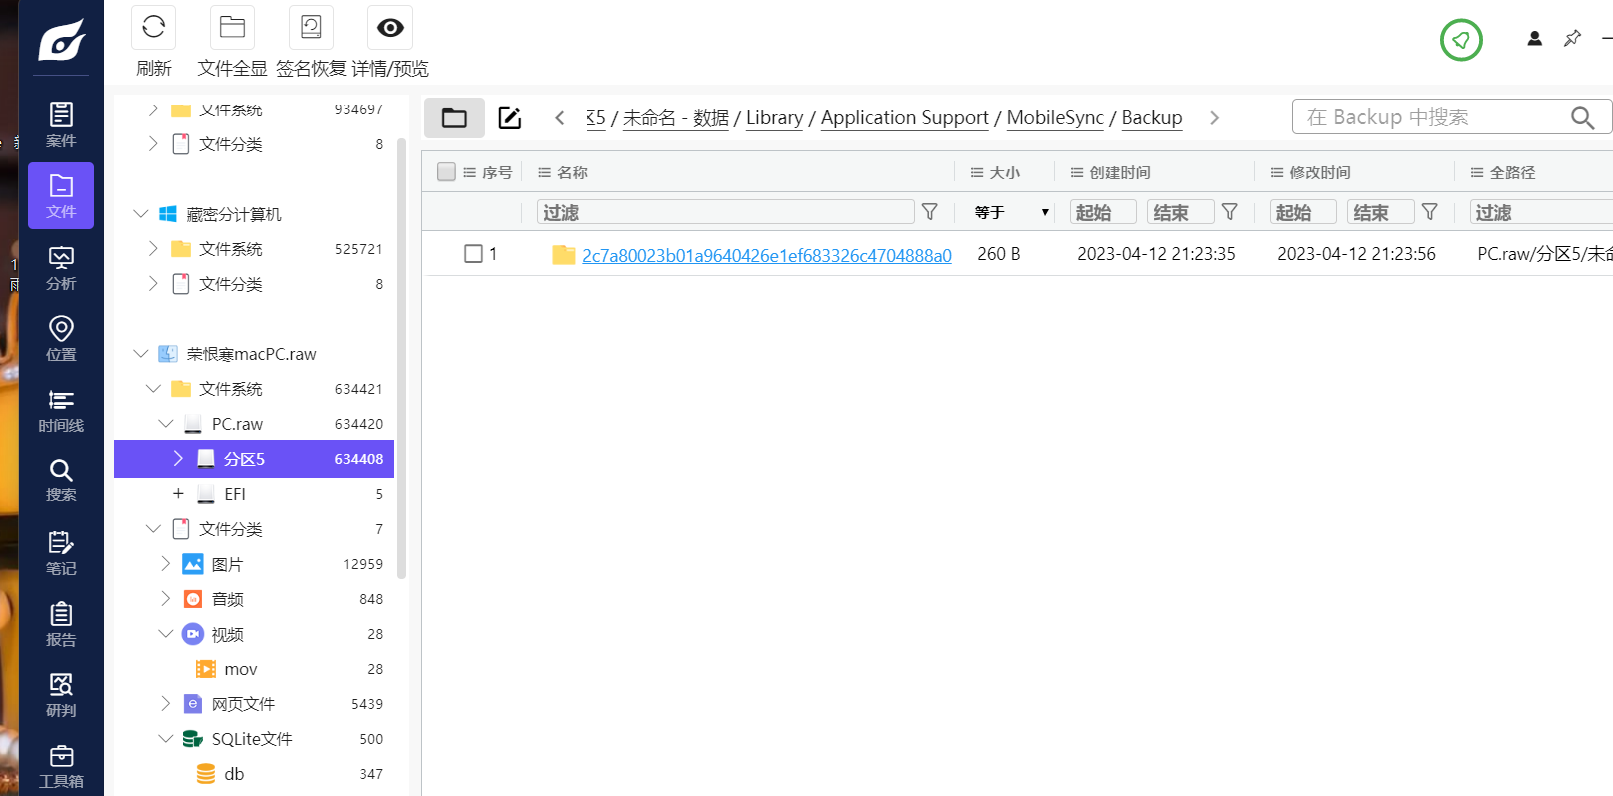 刷新
文件全显
签名恢复
详情/预览
案件
文件
分析
位置
时间线
搜索
笔记
报告
研判
工具箱
文件系统 934697
文件分类 8
藏密分计算机
文件系统 525721
文件分类 8
荣恨寒macPC.raw
文件系统 634421
PC.raw 634420
分区5 634408
EFI 5
文件分类 7
图片 12959
音频 848
视频 28
mov 28
网页文件 5439
SQLite文件 500
db 347
5 / 未命名 - 数据 / Library / Application Support / MobileSync / Backup
在 Backup 中搜索
序号 名称 大小 创建时间 修改时间 全路径
过滤 等于 起始 结束 起始 结束 过滤
1 2c7a80023b01a9640426e1ef683326c4704888a0 260 B 2023-04-12 21:23:35 2023-04-12 21:23:56 PC.raw/分区5/未命